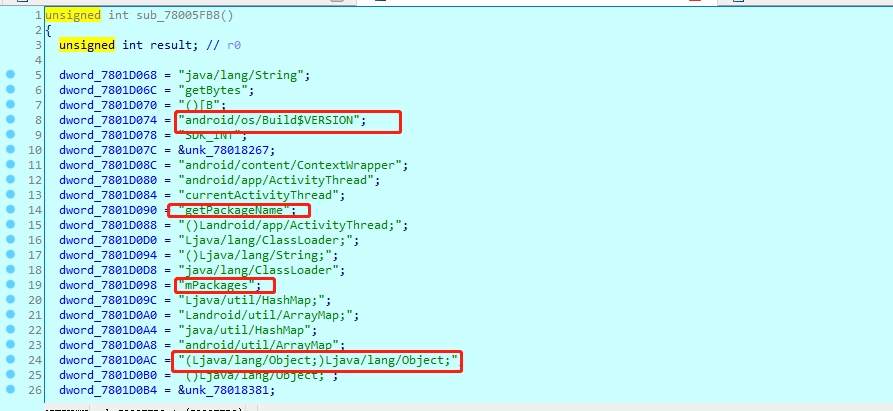 1 unsigned int sub_78005FB8()
2 {
3 unsigned int result; // r0
4
5 dword_7801D068 = "java/lang/String";
6 dword_7801D06C = "getBytes";
7 dword_7801D070 = "()[B";
8 dword_7801D074 = "android/os/Build$VERSION";
9 dword_7801D078 = "SDK_INT";
10 dword_7801D07C = &unk_78018267;
11 dword_7801D08C = "android/content/ContextWrapper";
12 dword_7801D080 = "android/app/ActivityThread";
13 dword_7801D084 = "currentActivityThread";
14 dword_7801D090 = "getPackageName";
15 dword_7801D088 = "()Landroid/app/ActivityThread;";
16 dword_7801D0D0 = "Ljava/lang/ClassLoader;";
17 dword_7801D094 = "()Ljava/lang/String;";
18 dword_7801D0D8 = "java/lang/ClassLoader";
19 dword_7801D098 = "mPackages";
20 dword_7801D09C = "Ljava/util/HashMap;";
21 dword_7801D0A0 = "Landroid/util/ArrayMap;";
22 dword_7801D0A4 = "java/util/HashMap";
23 dword_7801D0A8 = "android/util/ArrayMap";
24 dword_7801D0AC = "(Ljava/lang/Object;)Ljava/lang/Object;"
25 dword_7801D0B0 = "()Ljava/lang/Object;";
26 dword_7801D0B4 = &unk_78018381;